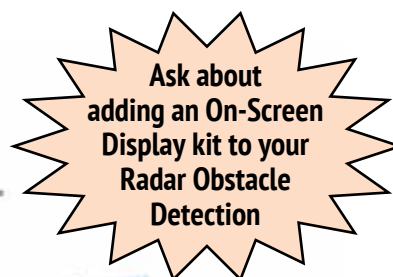 Ask about
adding an On-Screen
Display kit to your
Radar Obstacle
Detection